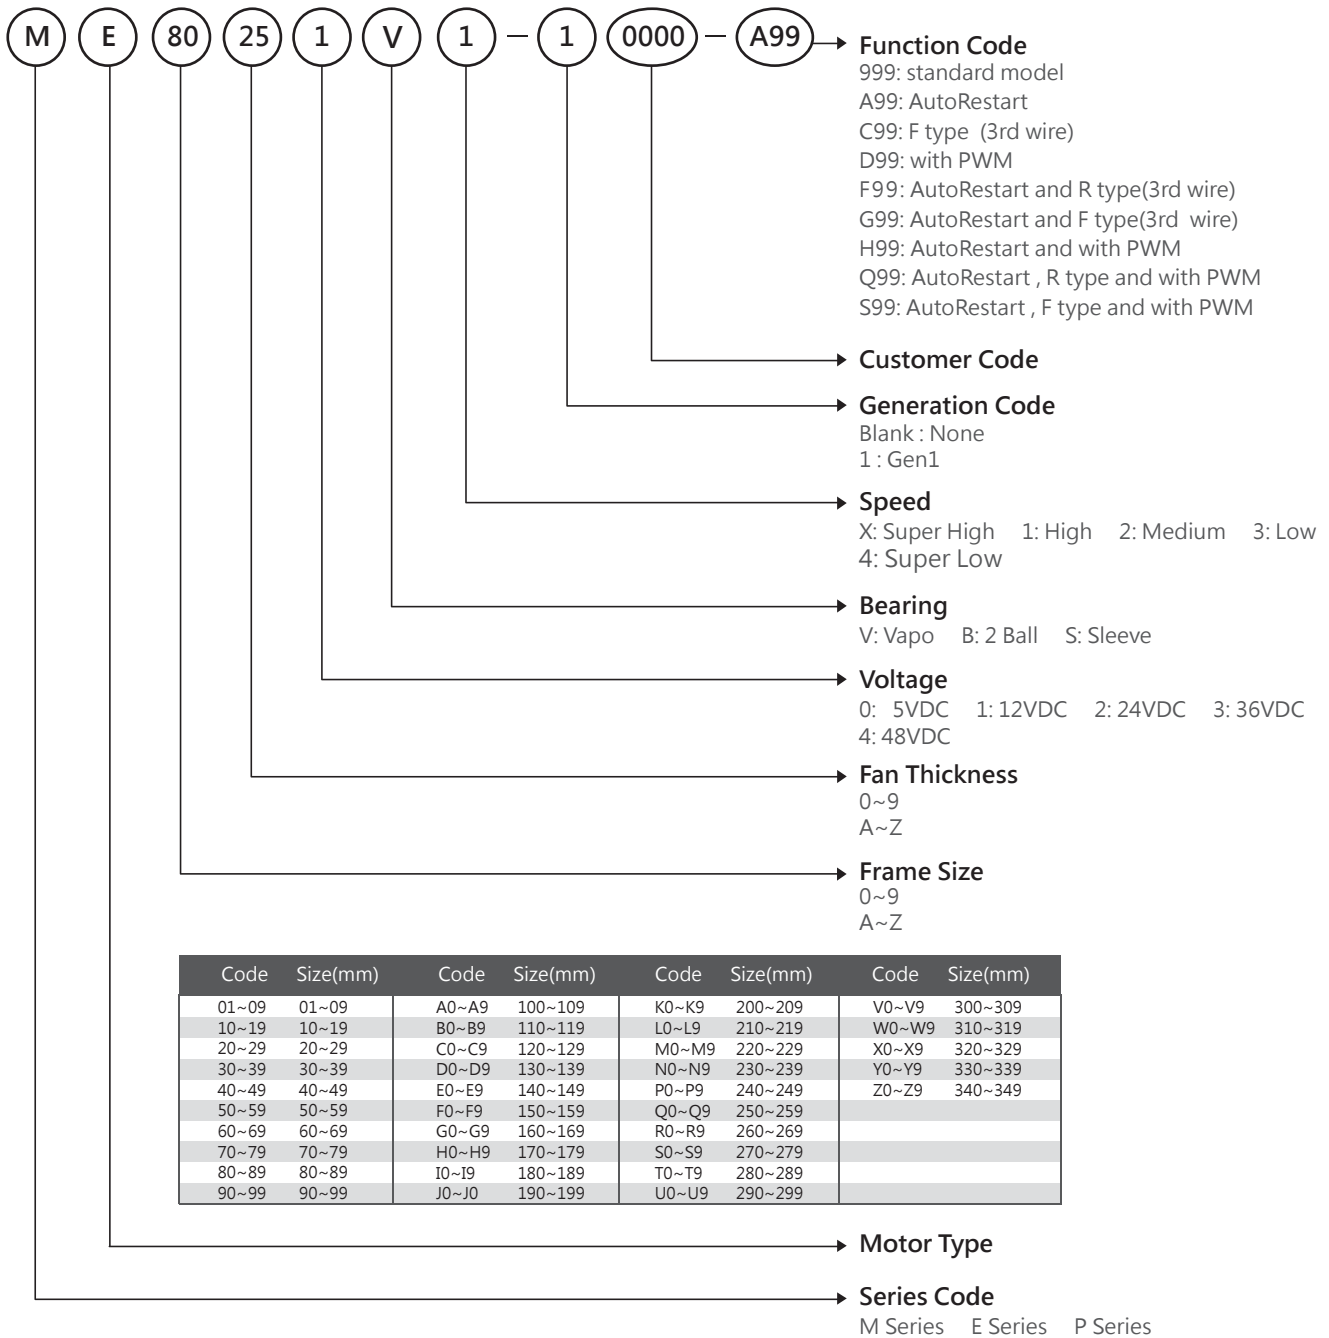 M E 80 25 1 V 1 – 1 0000 – A99
Function Code
999: standard model
A99: AutoRestart
C99: F type (3rd wire)
D99: with PWM
F99: AutoRestart and R type(3rd wire)
G99: AutoRestart and F type(3rd wire)
H99: AutoRestart and with PWM
Q99: AutoRestart , R type and with PWM
S99: AutoRestart , F type and with PWM
Customer Code
Generation Code
Blank : None
1 : Gen1
Speed
X: Super High 1: High 2: Medium 3: Low
4: Super Low
Bearing
V: Vapo B: 2 Ball S: Sleeve
Voltage
0: 5VDC 1: 12VDC 2: 24VDC 3: 36VDC
4: 48VDC
Fan Thickness
0~9
A~Z
Frame Size
0~9
A~Z
Code Size(mm) Code Size(mm) Code Size(mm) Code Size(mm)
01~09 01~09 A0~A9 100~109 K0~K9 200~209 V0~V9 300~309
10~19 10~19 B0~B9 110~119 L0~L9 210~219 W0~W9 310~319
20~29 20~29 C0~C9 120~129 M0~M9 220~229 X0~X9 320~329
30~39 30~39 D0~D9 130~139 N0~N9 230~239 Y0~Y9 330~339
40~49 40~49 E0~E9 140~149 P0~P9 240~249 Z0~Z9 340~349
50~59 50~59 F0~F9 150~159 Q0~Q9 250~259
60~69 60~69 G0~G9 160~169 R0~R9 260~269
70~79 70~79 H0~H9 170~179 S0~S9 270~279
80~89 80~89 I0~I9 180~189 T0~T9 280~289
90~99 90~99 J0~J0 190~199 U0~U9 290~299
Motor Type
Series Code
M Series E Series P Series